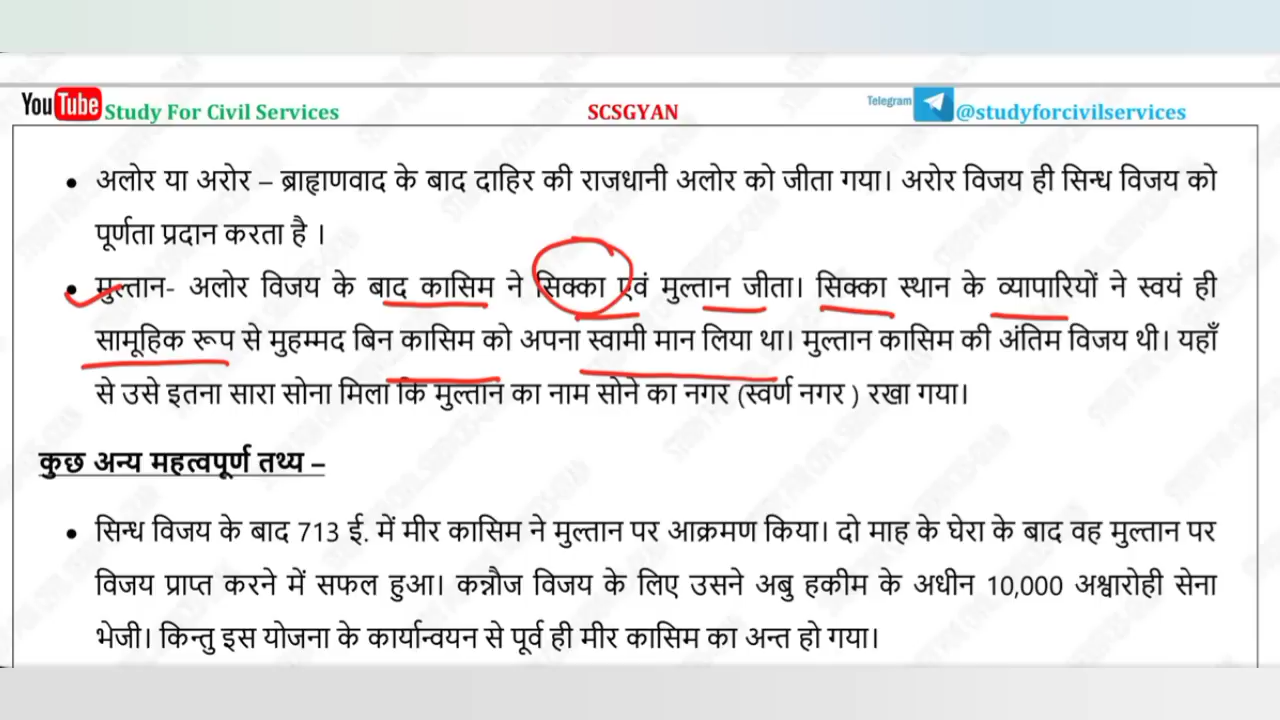 YouTube Study For Civil Services SCSGYAN Telegram @studyforcivilservices
• अलोर या अरोर – ब्राह्मणवाद के बाद दाहिर की राजधानी अलोर को जीता गया। अरोर विजय ही सिन्ध विजय को
पूर्णता प्रदान करता है ।
• मुल्तान- अलोर विजय के बाद कासिम ने सिक्का एवं मुल्तान जीता। सिक्का स्थान के व्यापारियों ने स्वयं ही
सामूहिक रूप से मुहम्मद बिन कासिम को अपना स्वामी मान लिया था। मुल्तान कासिम की अंतिम विजय थी। यहाँ
से उसे इतना सारा सोना मिला कि मुल्तान का नाम सोने का नगर (स्वर्ण नगर ) रखा गया।
कुछ अन्य महत्वपूर्ण तथ्य –
• सिन्ध विजय के बाद 713 ई. में मीर कासिम ने मुल्तान पर आक्रमण किया। दो माह के घेरा के बाद वह मुल्तान पर
विजय प्राप्त करने में सफल हुआ। कन्नौज विजय के लिए उसने अबु हकीम के अधीन 10,000 अश्वारोही सेना
भेजी। किन्तु इस योजना के कार्यान्वयन से पूर्व ही मीर कासिम का अन्त हो गया।